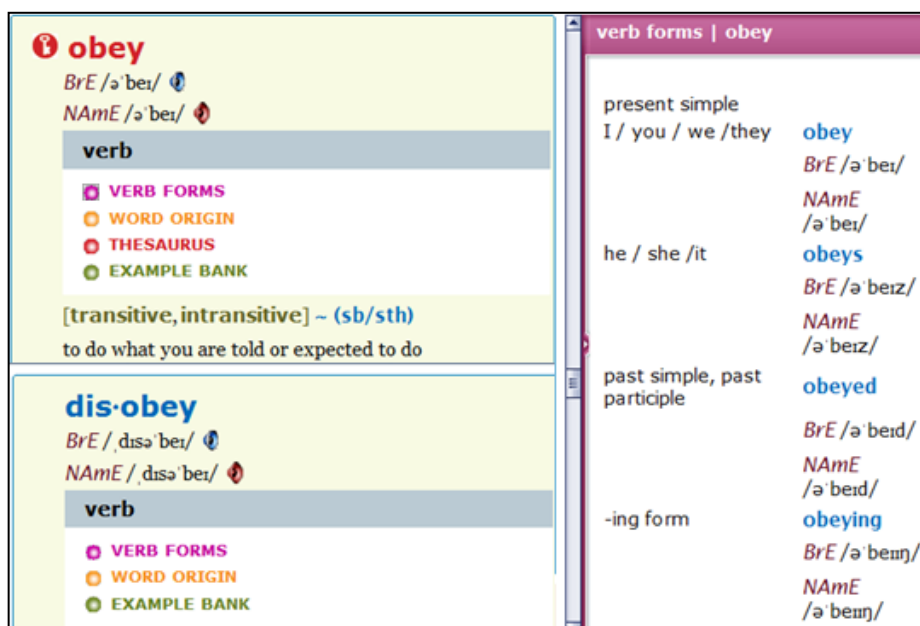 obey
BrE /əˈbeɪ/
NAmE /əˈbeɪ/
verb
VERB FORMS
WORD ORIGIN
THESAURUS
EXAMPLE BANK
[transitive, intransitive] ~ (sb/sth)
to do what you are told or expected to do
dis·obey
BrE /ˌdɪsəˈbeɪ/
NAmE /ˌdɪsəˈbeɪ/
verb
VERB FORMS
WORD ORIGIN
EXAMPLE BANK
verb forms | obey
present simple
I / you / we /they obey
BrE /əˈbeɪ/
NAmE
/əˈbeɪ/
he / she /it obeys
BrE /əˈbeɪz/
NAmE
/əˈbeɪz/
past simple, past
participle obeyed
BrE /əˈbeɪd/
NAmE
/əˈbeɪd/
-ing form obeying
BrE /əˈbeɪɪŋ/
NAmE
/əˈbeɪɪŋ/